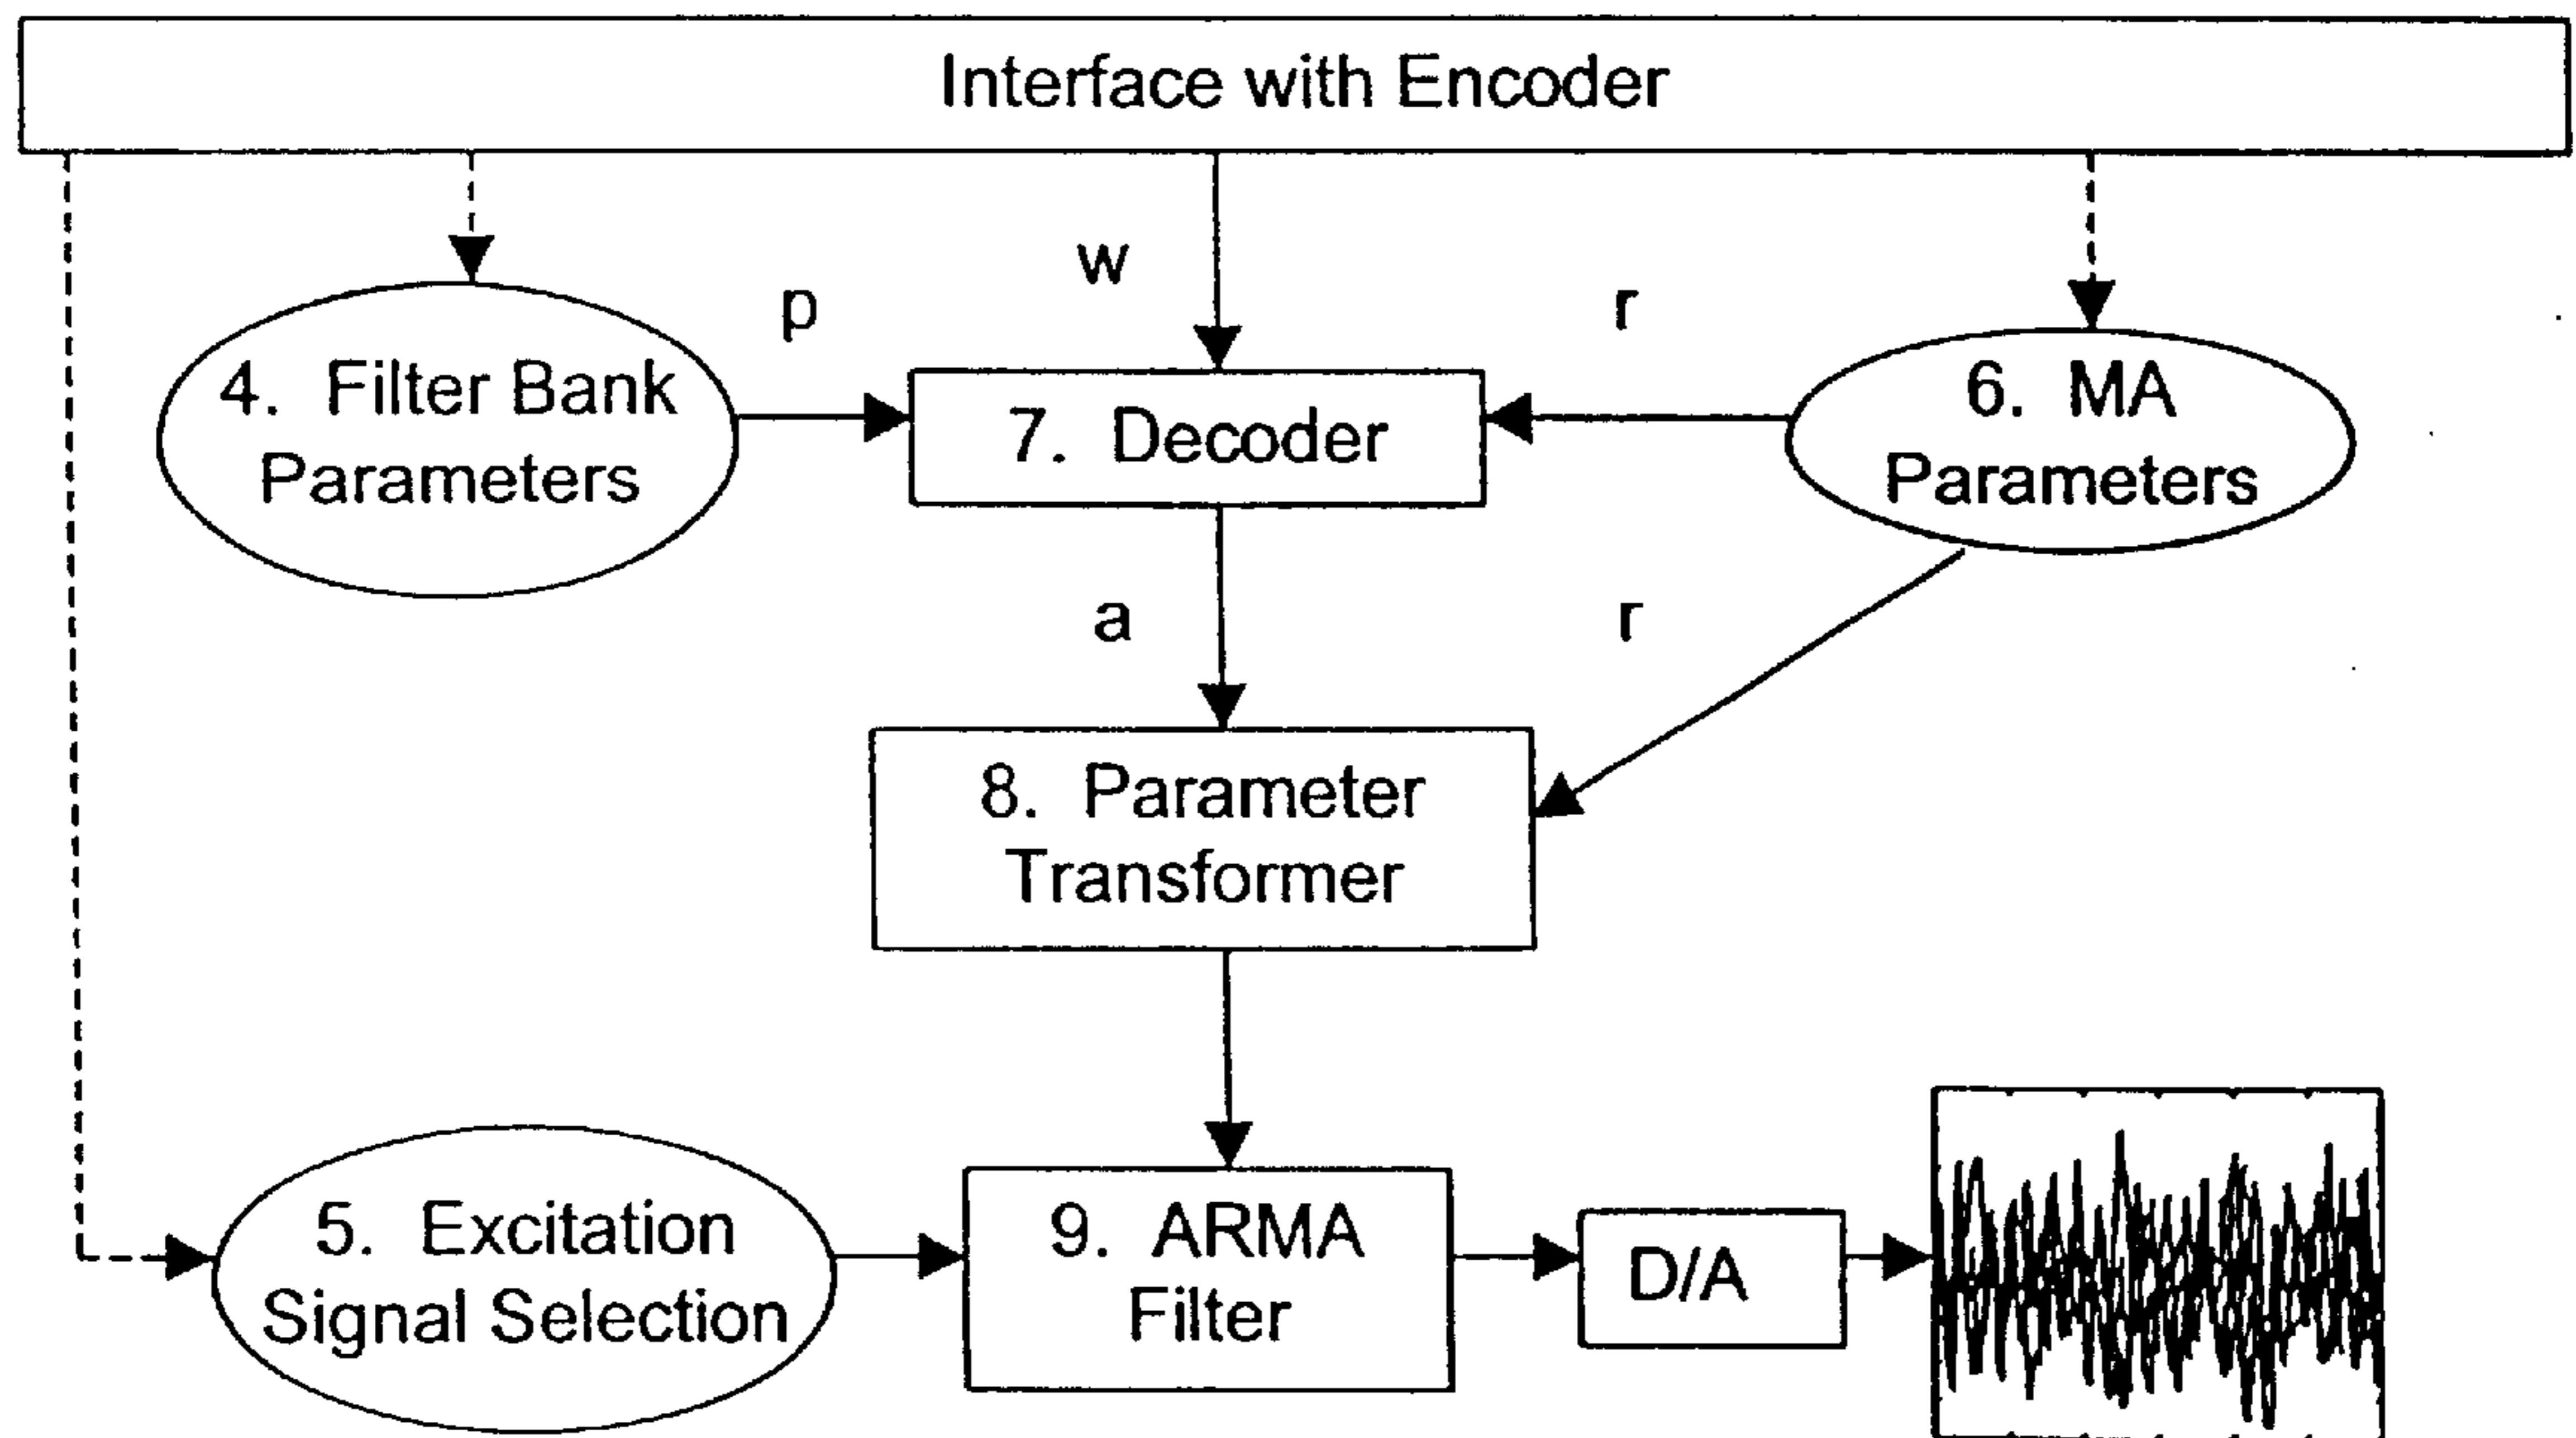 Interface with Encoder
w
p
r
4. Filter Bank
Parameters
7. Decoder
6. MA
Parameters
a
r
8. Parameter
Transformer
5. Excitation
Signal Selection
9. ARMA
Filter
D/A